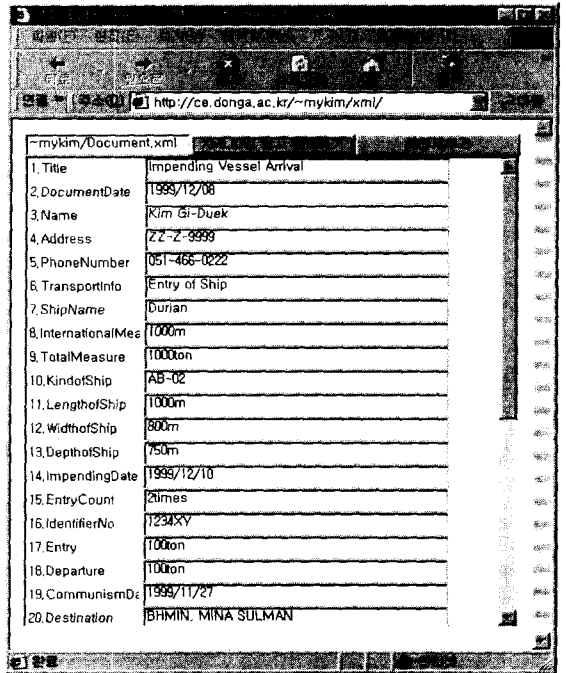 http://ce.donga.ac.kr/~mykim/xml/
~mykim/Document.xml
1.Title Impending Vessel Arrival
2.DocumentDate 1999/12/08
3.Name Kim Gi-Duek
4.Address ZZ-Z-9999
5.PhoneNumber 051-466-0222
6.TransportInfo Entry of Ship
7.ShipName Durian
8.InternationalMea 1000m
9.TotalMeasure 1000ton
10.KindofShip AB-02
11.LengthofShip 1000m
12.WidthofShip 800m
13.DepthofShip 750m
14.ImpendingDate 1999/12/10
15.EntryCount 2times
16.IdentifierNo 1234XY
17.Entry 100ton
18.Departure 100ton
19.CommunismDa 1999/11/27
20.Destination BHMIN, MINA SULMAN